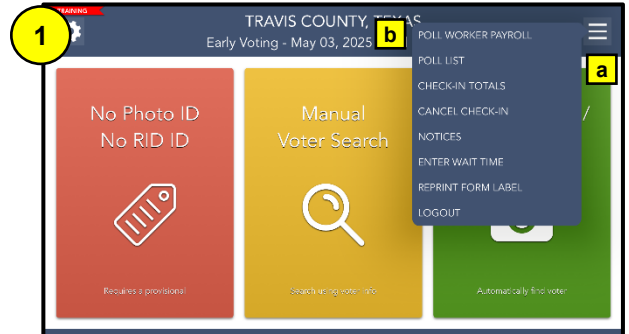 1
TRAINING
TRAVIS COUNTY, TEXAS
Early Voting - May 03, 2025
b
a
POLL WORKER PAYROLL
POLL LIST
CHECK-IN TOTALS
CANCEL CHECK-IN
NOTICES
ENTER WAIT TIME
REPRINT FORM LABEL
LOGOUT
No Photo ID
No RID ID
Requires a provisional
Manual
Voter Search
Search using voter info
/
Automatically find voter